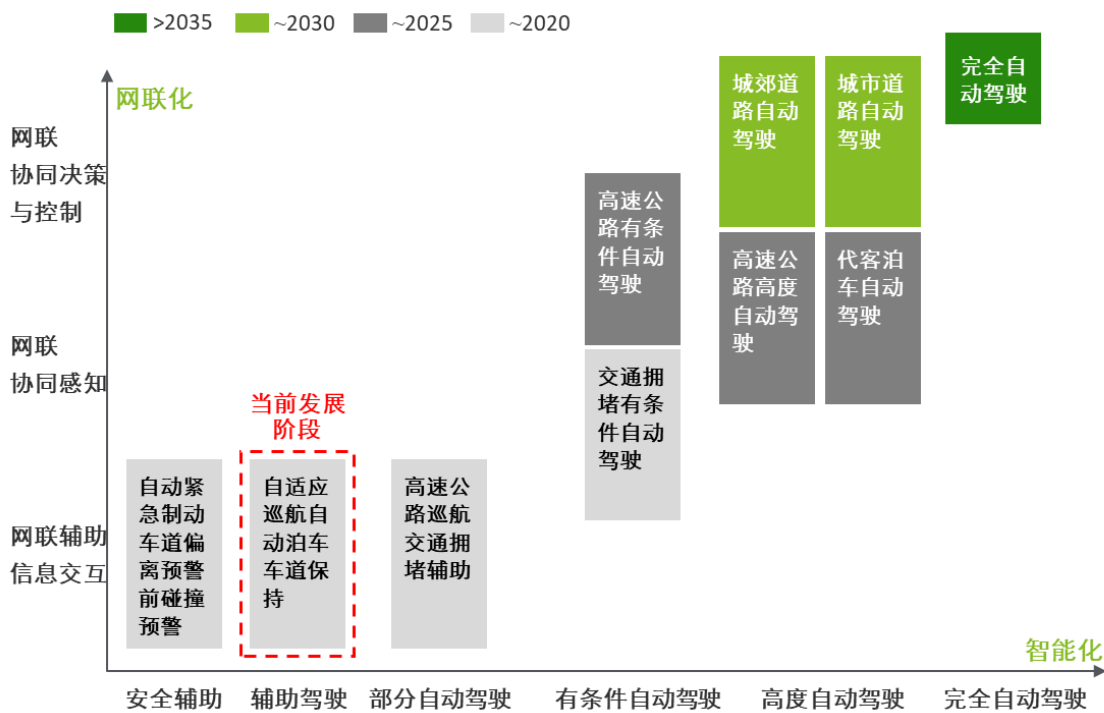 >2035
~2030
~2025
~2020
网联化
网联
协同决策
与控制
网联
协同感知
网联辅助
信息交互
当前发展
阶段
自动紧
急制动
车道偏
离预警
前碰撞
预警
自适应
巡航自
动泊车
车道保
持
高速公
路巡航
交通拥
堵辅助
高速公
路有条
件自动
驾驶
交通拥
堵有条
件自动
驾驶
城郊道
路自动
驾驶
高速公
路高度
自动驾
驶
城市道
路自动
驾驶
代客泊
车自动
驾驶
完全自
动驾驶
智能化
安全辅助
辅助驾驶
部分自动驾驶
有条件自动驾驶
高度自动驾驶
完全自动驾驶